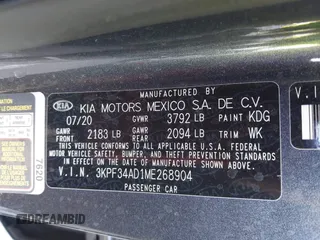 MANUFACTURED BY
KIA KIA MOTORS MEXICO S.A. DE C.V.
07/20 GVWR 3792 LB PAINT KDG
GAWR FRONT 2183 LB GAWR REAR 2094 LB TRIM WK
THIS VEHICLE CONFORMS TO ALL APPLICABLE
FEDERAL MOTOR VEHICLE SAFETY, BUMPER, AND
THEFT PREVENTION STANDARDS IN EFFECT ON
THE DATE OF MANUFACTURE SHOWN ABOVE.
V.I.N. 3KPF34AD1ME268904
PASSENGER CAR
7620
V.I.N
DREAMBID